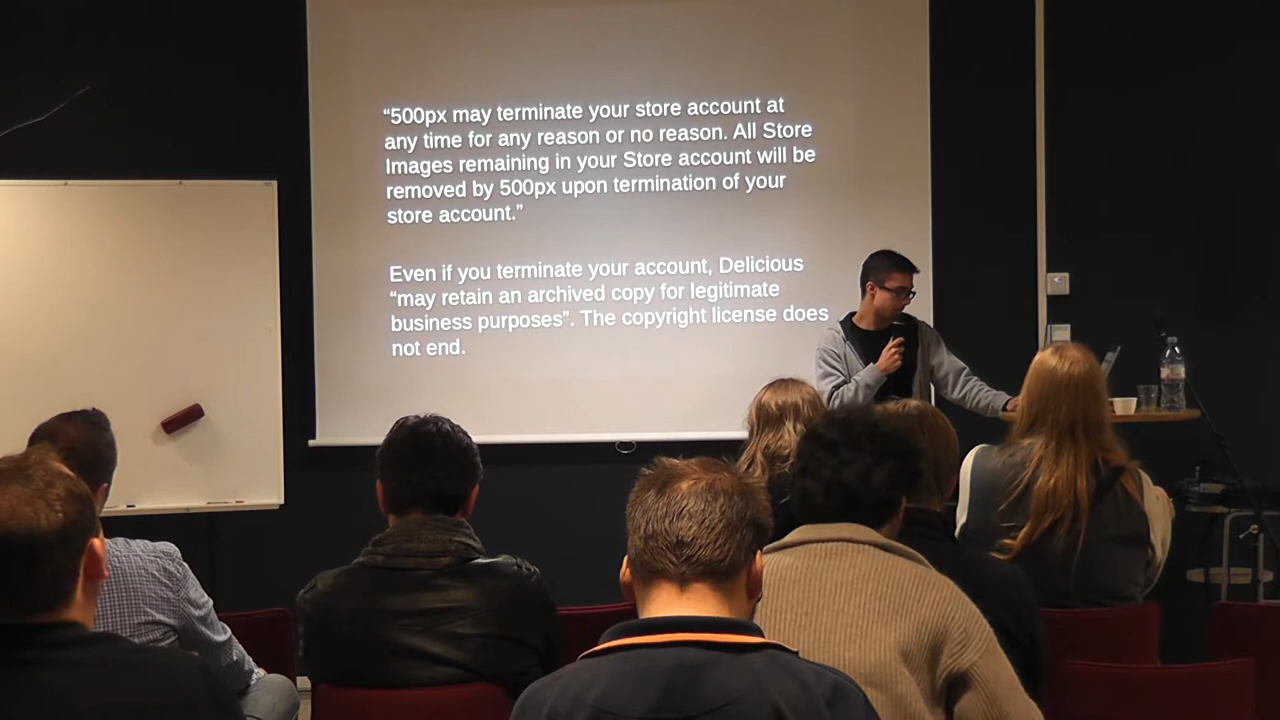 “500px may terminate your store account at
any time for any reason or no reason. All Store
Images remaining in your Store account will be
removed by 500px upon termination of your
store account.”
Even if you terminate your account, Delicious
“may retain an archived copy for legitimate
business purposes”. The copyright license does
not end.